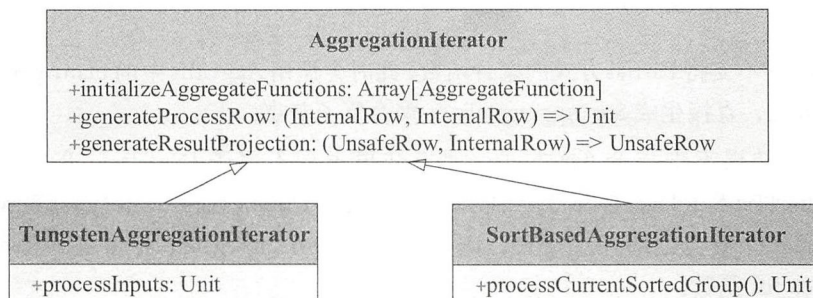 AggregationIterator
+initializeAggregateFunctions: Array[AggregateFunction]
+generateProcessRow: (InternalRow, InternalRow) => Unit
+generateResultProjection: (UnsafeRow, InternalRow) => UnsafeRow
TungstenAggregationIterator
+processInputs: Unit
SortBasedAggregationIterator
+processCurrentSortedGroup(): Unit